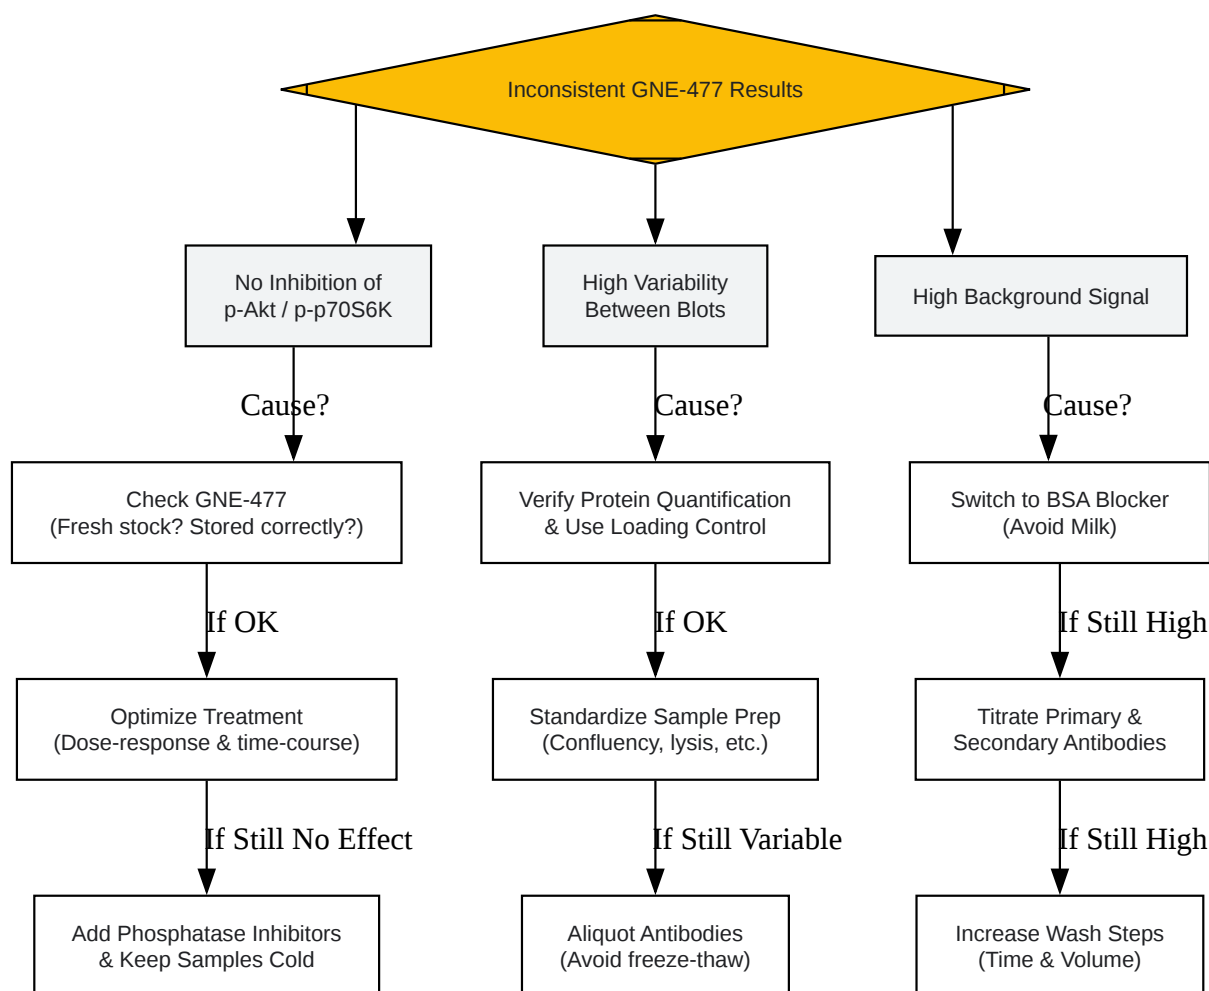 Inconsistent GNE-477 Results
No Inhibition of
p-Akt / p-p70S6K
High Variability
Between Blots
High Background Signal
Cause?
Cause?
Cause?
Check GNE-477
(Fresh stock? Stored correctly?)
Verify Protein Quantification
& Use Loading Control
Switch to BSA Blocker
(Avoid Milk)
If OK
If OK
If Still High
Optimize Treatment
(Dose-response & time-course)
Standardize Sample Prep
(Confluency, lysis, etc.)
Titrate Primary &
Secondary Antibodies
If Still No Effect
If Still Variable
If Still High
Add Phosphatase Inhibitors
& Keep Samples Cold
Aliquot Antibodies
(Avoid freeze-thaw)
Increase Wash Steps
(Time & Volume)